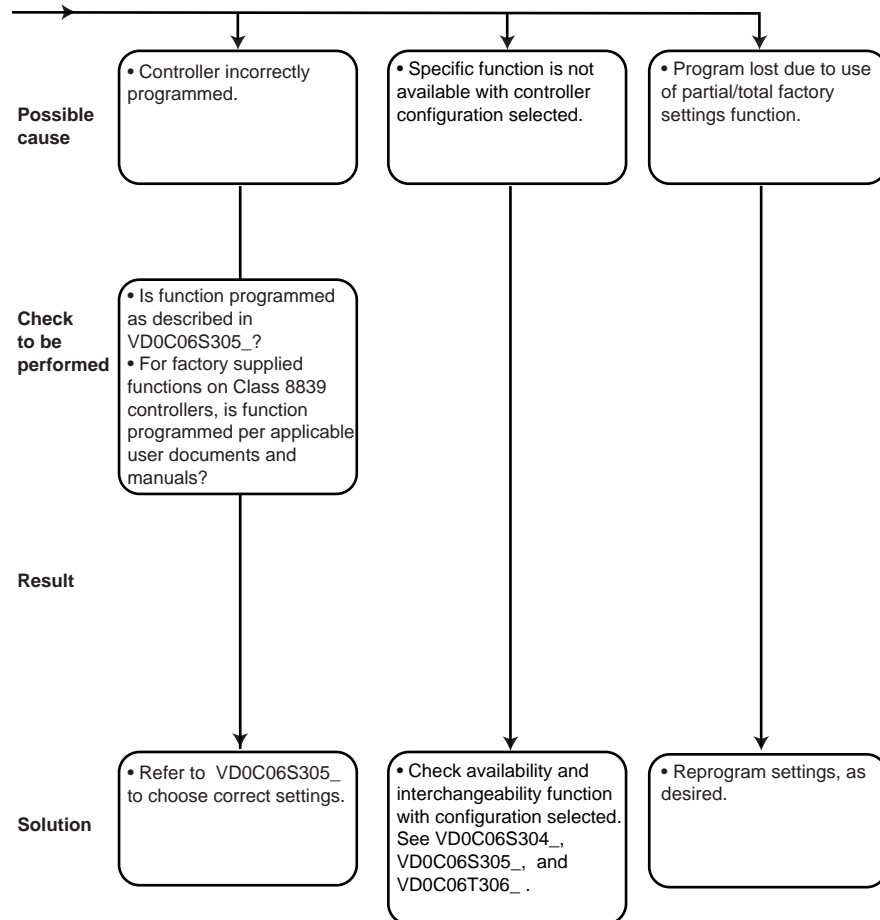 Possible
cause
• Controller incorrectly
programmed.
• Specific function is not
available with controller
configuration selected.
• Program lost due to use
of partial/total factory
settings function.
Check
to be
performed
• Is function programmed
as described in
VD0C06S305_?
• For factory supplied
functions on Class 8839
controllers, is function
programmed per applicable
user documents and
manuals?
Result
Solution
• Refer to VD0C06S305_
to choose correct settings.
• Check availability and
interchangeability function
with configuration selected.
See VD0C06S304_,
VD0C06S305_, and
VD0C06T306_ .
• Reprogram settings, as
desired.